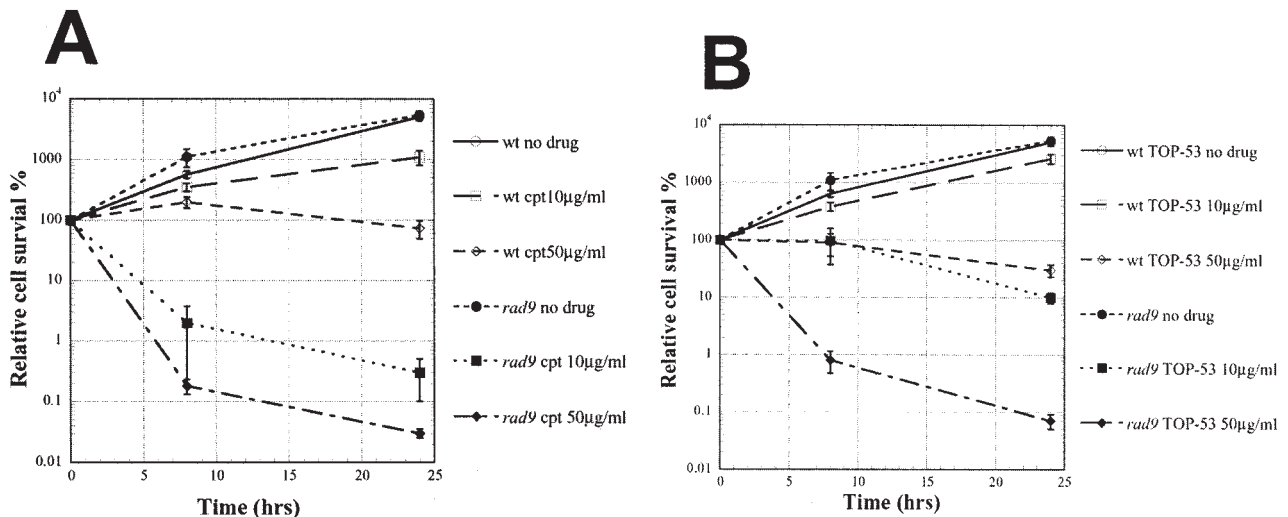 A
Relative cell survial %
10⁴
1000
100
10
1
0.1
0.01
0
5
10
15
20
25
Time (hrs)
wt no drug
wt cpt10µg/ml
wt cpt50µg/ml
rad9 no drug
rad9 cpt 10µg/ml
rad9 cpt 50µg/ml
B
Relative cell survival %
10⁴
1000
100
10
1
0.1
0.01
0
5
10
15
20
25
Time (hrs)
wt TOP-53 no drug
wt TOP-53 10µg/ml
wt TOP-53 50µg/ml
rad9 no drug
rad9 TOP-53 10µg/ml
rad9 TOP-53 50µg/ml